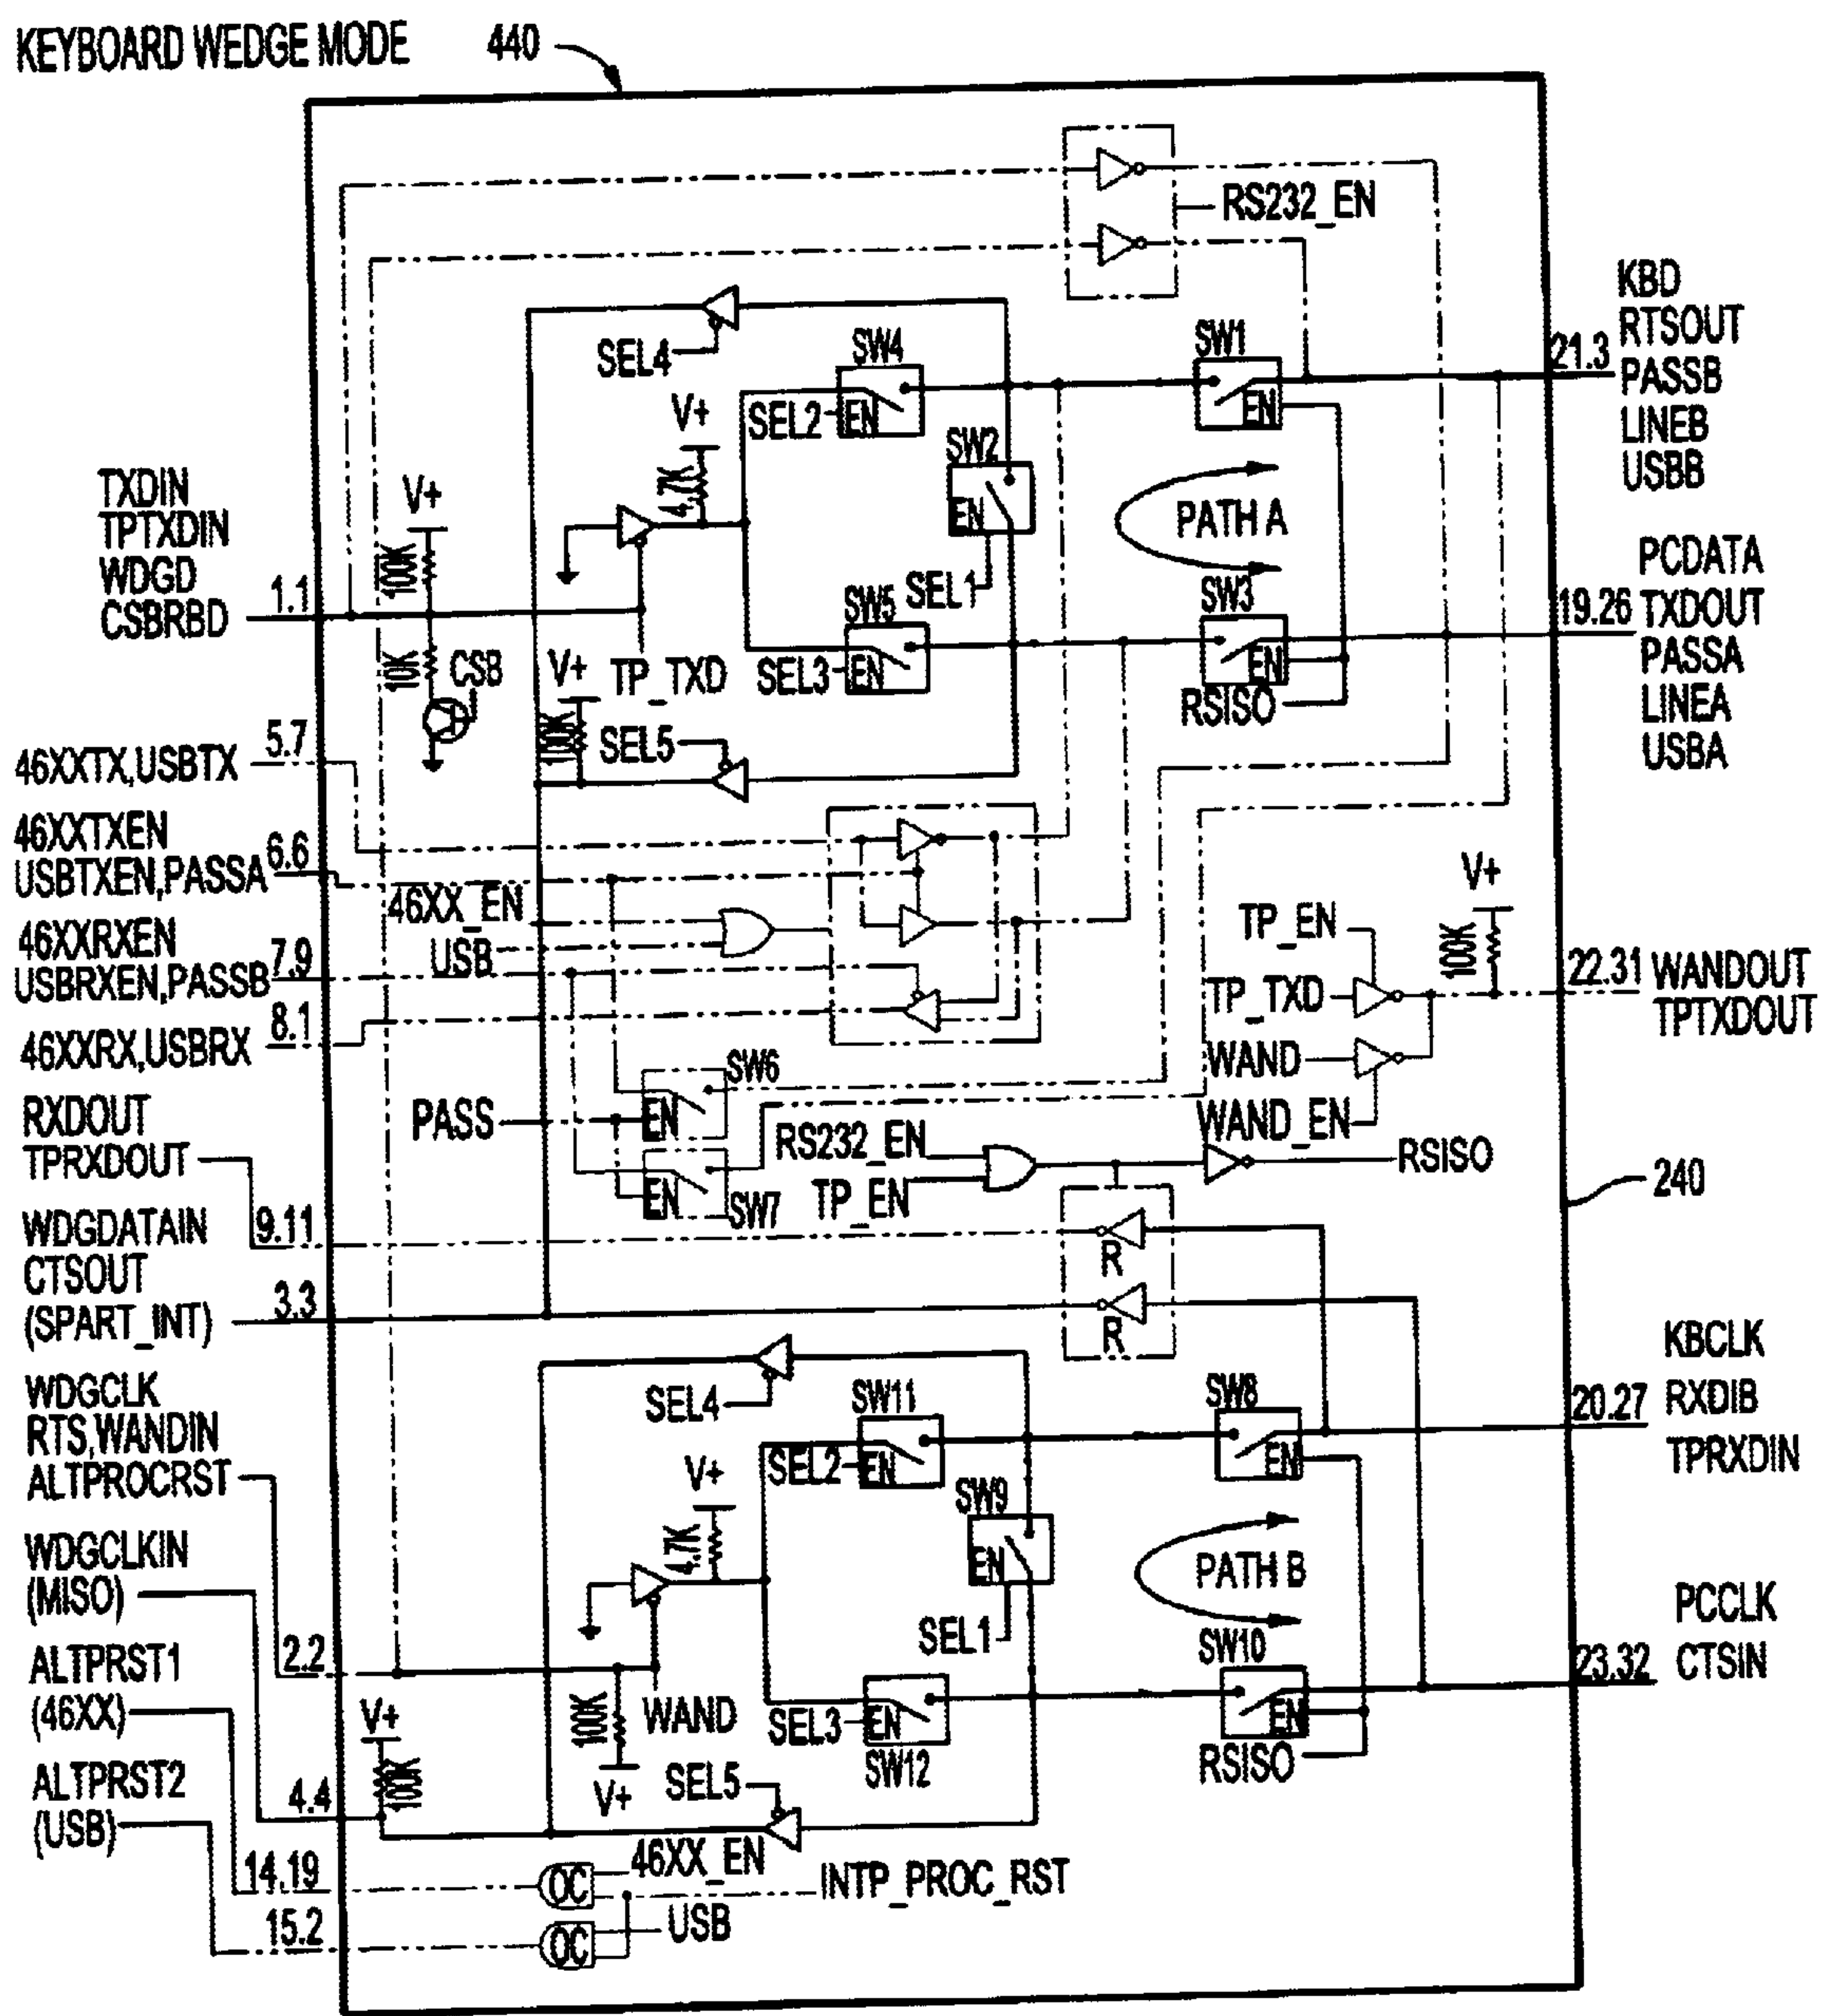 KEYBOARD WEDGE MODE
440
RS232_EN
KBD
RTSOUT
21.3
PASSB
LINEB
USBB
SEL4
SW4
SW1
SEL2
EN
EN
V+
4.7K
SW2
EN
SEL1
PATH A
TXDIN
TPTXDIN
WDGD
CSBRBD
1.1
V+
100K
10K
CSB
TP_TXD
V+
100K
SW5
SEL3
EN
SW3
EN
RSISO
SEL5
PCDATA
19.26
TXDOUT
PASSA
LINEA
USBA
5.7
46XXTX,USBTX
46XXTXEN
6.6
USBTXEN,PASSA
46XX_EN
USB
46XXRXEN
7.9
USBRXEN,PASSB
8.1
46XXRX,USBRX
V+
100K
TP_EN
TP_TXD
WAND
WAND_EN
22.31
WANDOUT
TPTXDOUT
SW6
PASS
EN
EN
SW7
RS232_EN
TP_EN
RSISO
240
RXDOUT
TPRXDOUT
9.11
WDGDATAIN
CTSOUT
(SPART_INT)
3.3
R
R
KBCLK
20.27
RXDIB
TPRXDIN
SEL4
SW11
SEL2
EN
SW8
EN
V+
4.7K
SW9
EN
SEL1
PATH B
WDGCLK
RTS,WANDIN
ALTPROCRST
WDGCLKIN
(MISO)
2.2
100K
V+
WAND
SEL3
EN
SW12
SW10
EN
RSISO
SEL5
PCCLK
23.32
CTSIN
ALTPRST1
(46XX)
V+
100K
4.4
ALTPRST2
(USB)
14.19
OC
46XX_EN
INTP_PROC_RST
15.2
OC
USB